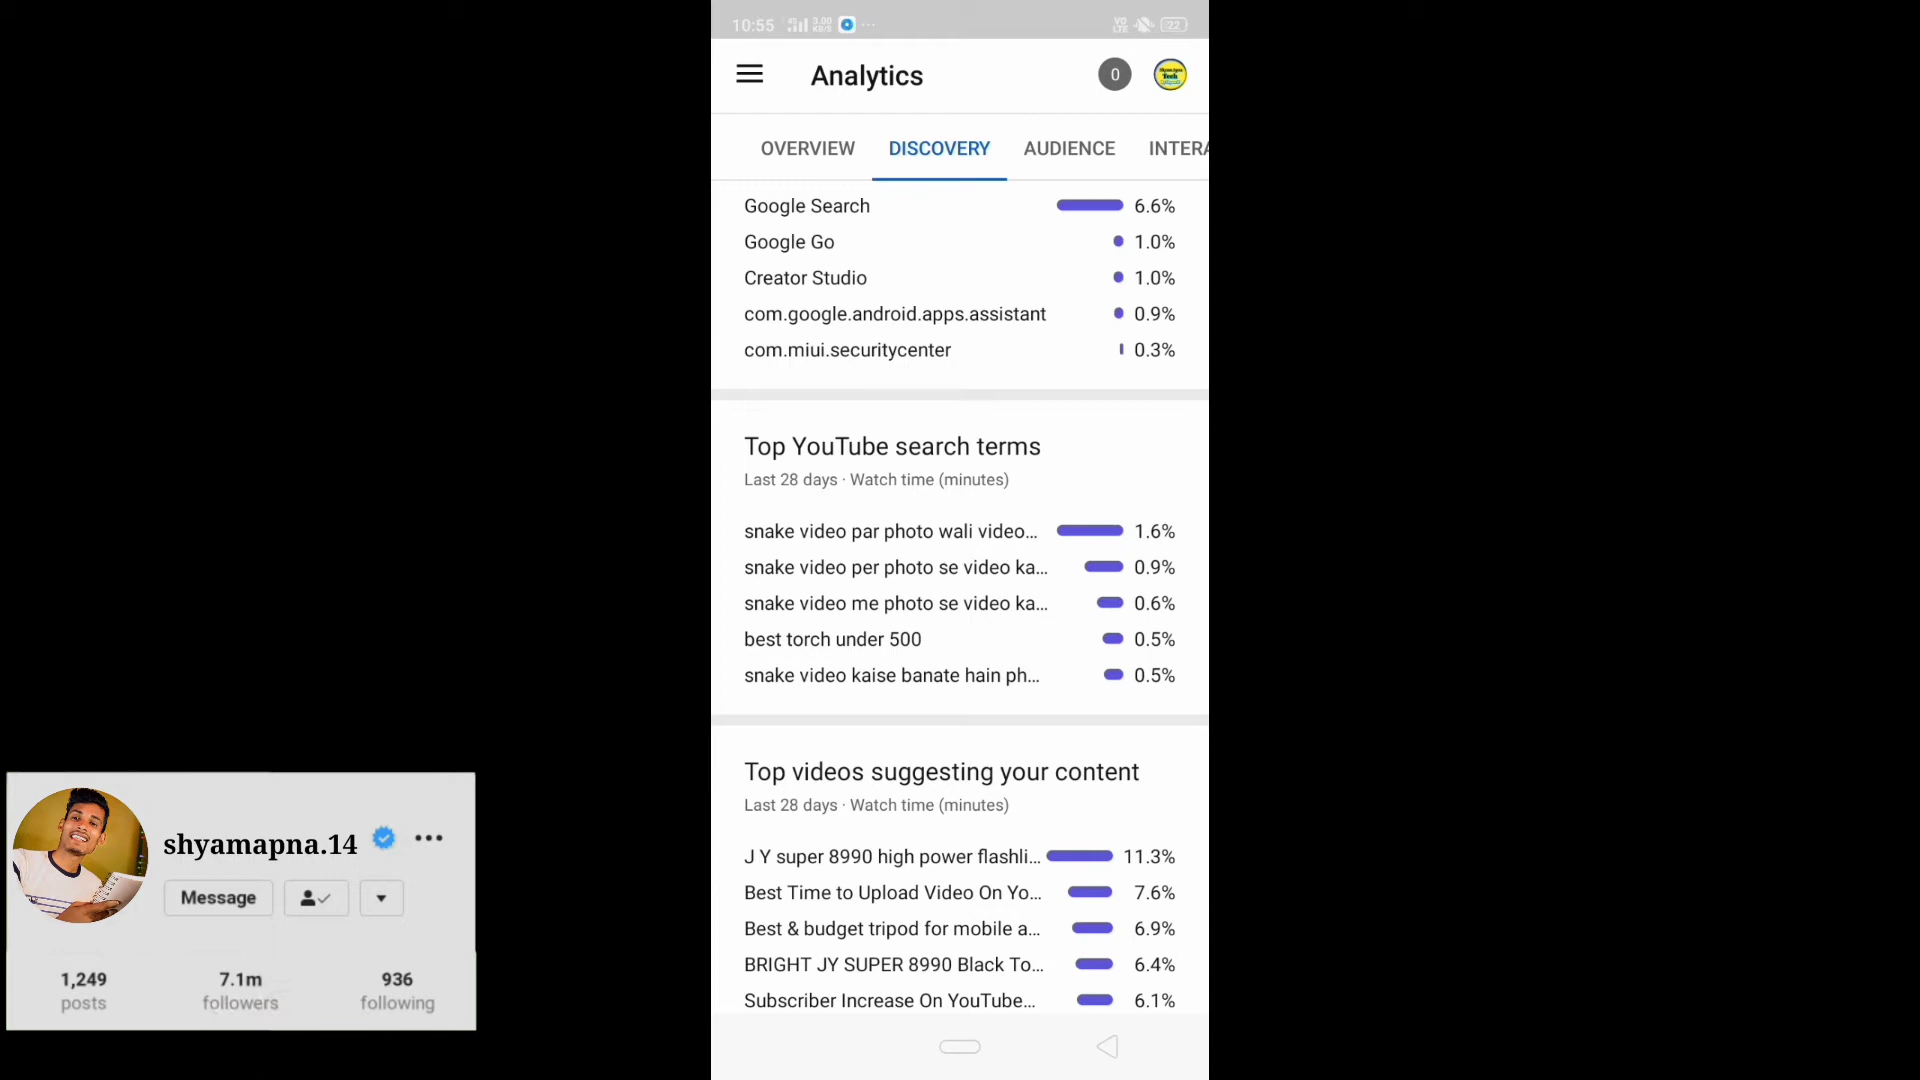 10:55 3.00 KB/S VO LTE 22
Analytics 0
OVERVIEW DISCOVERY AUDIENCE INTERA
Google Search 6.6%
Google Go 1.0%
Creator Studio 1.0%
com.google.android.apps.assistant 0.9%
com.miui.securitycenter 0.3%
Top YouTube search terms
Last 28 days · Watch time (minutes)
snake video par photo wali video... 1.6%
snake video per photo se video ka... 0.9%
snake video me photo se video ka... 0.6%
best torch under 500 0.5%
snake video kaise banate hain ph... 0.5%
Top videos suggesting your content
Last 28 days · Watch time (minutes)
J Y super 8990 high power flashli... 11.3%
Best Time to Upload Video On Yo... 7.6%
Best & budget tripod for mobile a... 6.9%
BRIGHT JY SUPER 8990 Black To... 6.4%
Subscriber Increase On YouTube... 6.1%
shyamapna.14
Message
1,249 7.1m 936
posts followers following